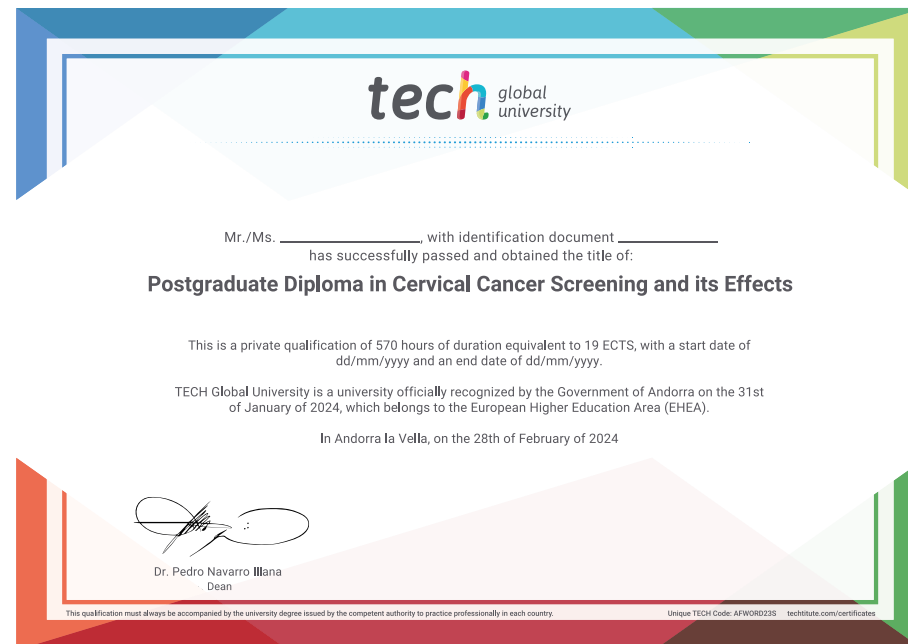 tech global university
Mr./Ms. ____________, with identification document ____________
has successfully passed and obtained the title of:
Postgraduate Diploma in Cervical Cancer Screening and its Effects
This is a private qualification of 570 hours of duration equivalent to 19 ECTS, with a start date of
dd/mm/yyyy and an end date of dd/mm/yyyy.
TECH Global University is a university officially recognized by the Government of Andorra on the 31st
of January of 2024, which belongs to the European Higher Education Area (EHEA).
In Andorra la Vella, on the 28th of February of 2024
Dr. Pedro Navarro Illana
Dean
This qualification must always be accompanied by the university degree issued by the competent authority to practice professionally in each country.
Unique TECH Code: AFWORD23S techtitute.com/certificates